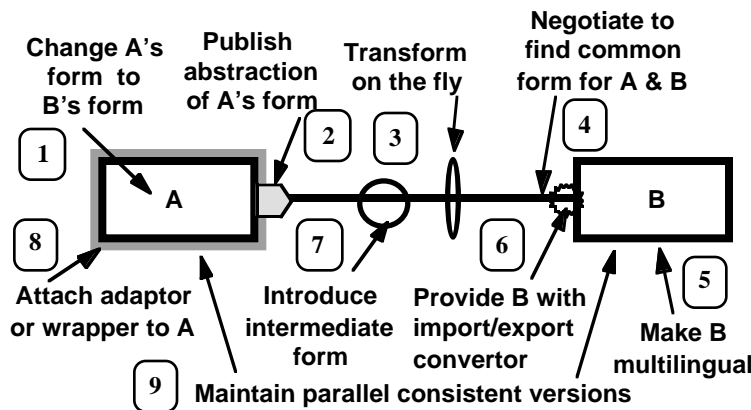 Change A's
form to
B's form
1
Publish
abstraction
of A's form
2
Transform
on the fly
3
Negotiate to
find common
form for A & B
4
A
B
8
Attach adaptor
or wrapper to A
7
Introduce
intermediate
form
6
Provide B with
import/export
convertor
5
Make B
multilingual
9
Maintain parallel consistent versions